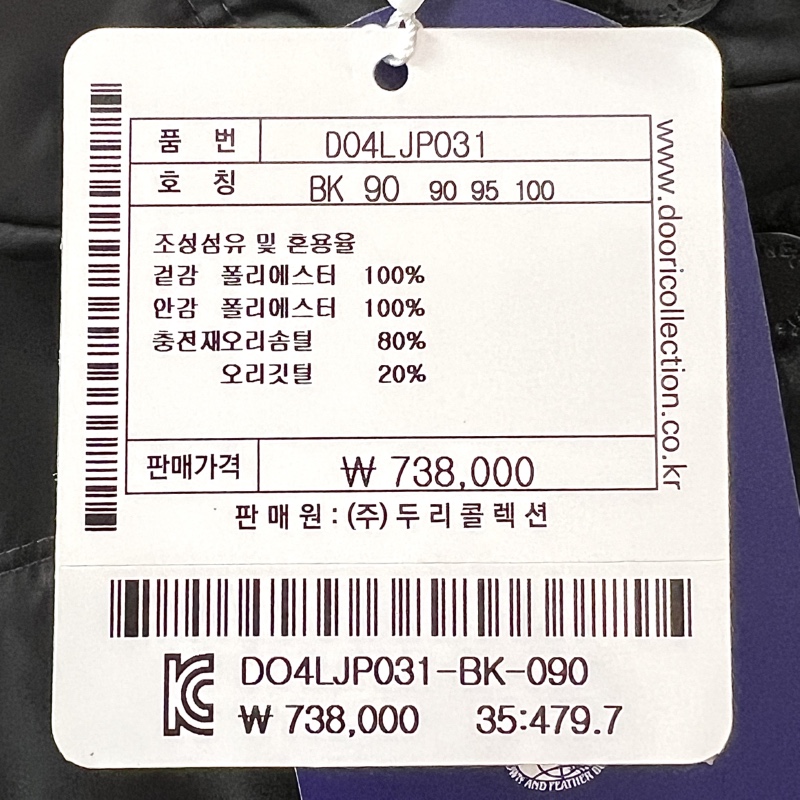 품 번 DO4LJP031
호 칭 BK 90 90 95 100
조성섬유 및 혼용율
겉감 폴리에스터 100%
안감 폴리에스터 100%
충전재오리솜털 80%
오리깃털 20%
판매가격 ₩ 738,000
판매원 : (주)두리콜렉션
www.dooricollection.co.kr
DO4LJP031-BK-090
₩ 738,000 35:479.7